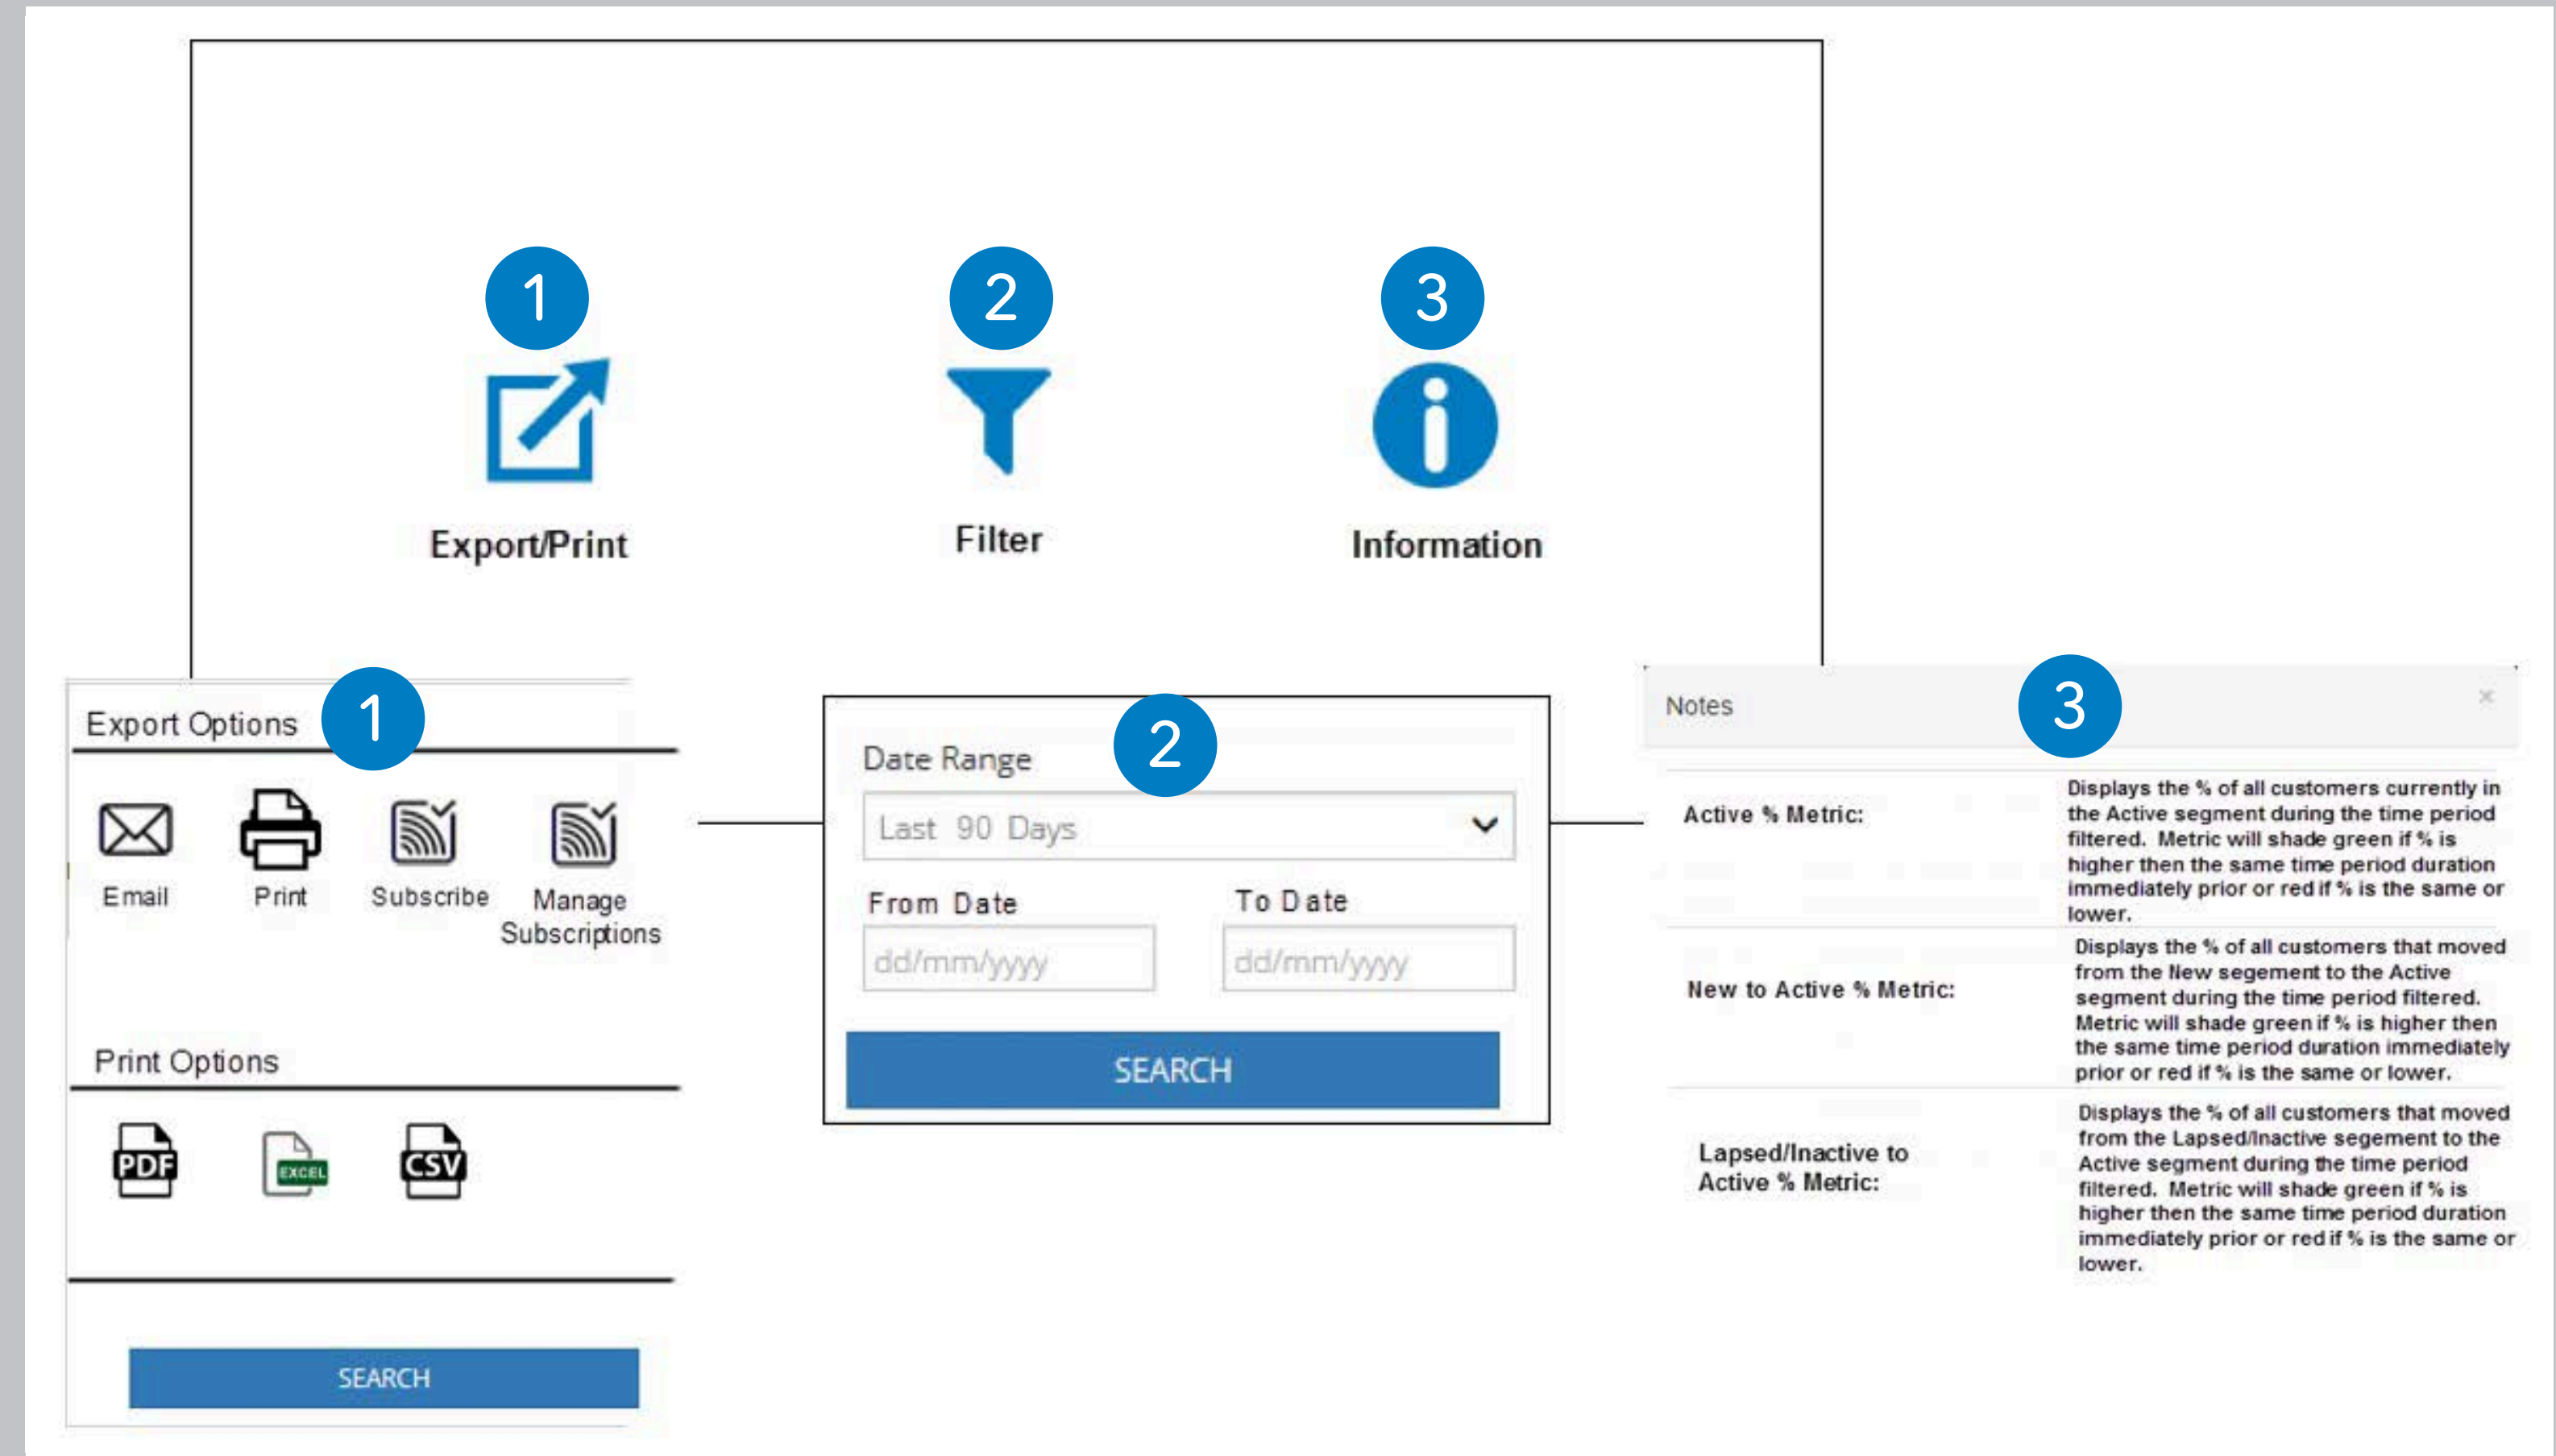 1
2
3
Export/Print
Filter
Information
1
Export Options
Email
Print
Subscribe
Manage
Subscriptions
Print Options
PDF
EXCEL
CSV
SEARCH
2
Date Range
Last 90 Days
From Date
To Date
dd/mm/yyyy
dd/mm/yyyy
SEARCH
Notes
3
×
Active % Metric:
Displays the % of all customers currently in
the Active segment during the time period
filtered. Metric will shade green if % is
higher then the same time period duration
immediately prior or red if % is the same or
lower.
New to Active % Metric:
Displays the % of all customers that moved
from the New segement to the Active
segment during the time period filtered.
Metric will shade green if % is higher then
the same time period duration immediately
prior or red if % is the same or lower.
Lapsed/Inactive to
Active % Metric:
Displays the % of all customers that moved
from the Lapsed/Inactive segement to the
Active segment during the time period
filtered. Metric will shade green if % is
higher then the same time period duration
immediately prior or red if % is the same or
lower.